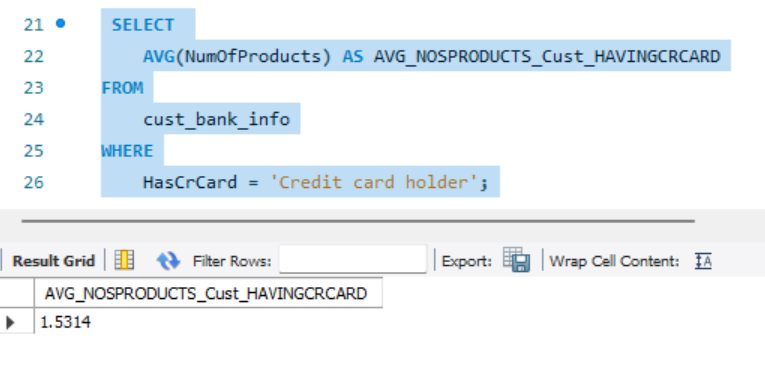 21 SELECT
22 AVG(NumOfProducts) AS AVG_NOSPRODUCTS_Cust_HAVINGCRCARD
23 FROM
24 cust_bank_info
25 WHERE
26 HasCrCard = 'Credit card holder';
Result Grid Filter Rows: Export: Wrap Cell Content: IA
AVG_NOSPRODUCTS_Cust_HAVINGCRCARD
1.5314